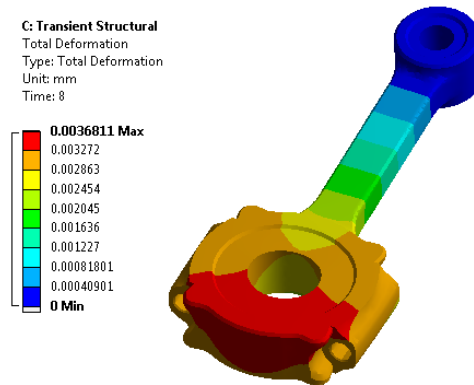 C: Transient Structural
Total Deformation
Type: Total Deformation
Unit: mm
Time: 8
0.0036811 Max
0.003272
0.002863
0.002454
0.002045
0.001636
0.001227
0.00081801
0.00040901
0 Min